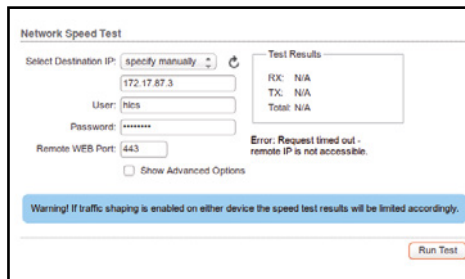 Network Speed Test
Select Destination IP: specify manually
172.17.87.3
User: hics
Password: ••••••••
Remote WEB Port: 443
Show Advanced Options
Test Results
RX: N/A
TX: N/A
Total: N/A
Error: Request timed out -
remote IP is not accessible.
Warning! If traffic shaping is enabled on either device the speed test results will be limited accordingly.
Run Test